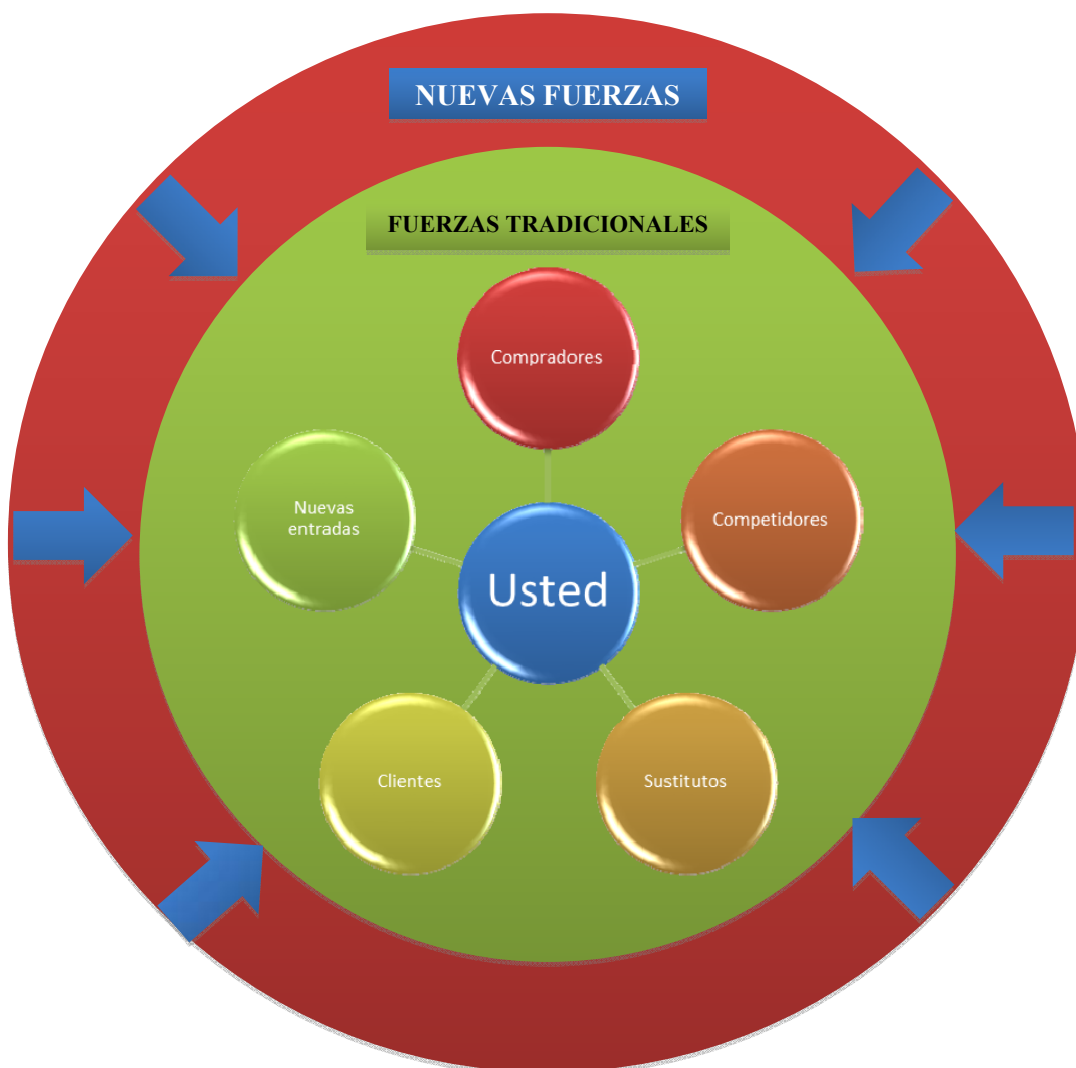 NUEVAS FUERZAS
FUERZAS TRADICIONALES
Compradores
Nuevas
entradas
Competidores
Usted
Clientes
Sustitutos